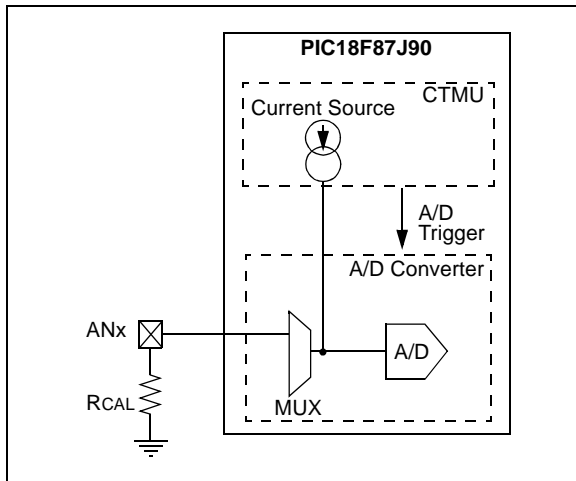 PIC18F87J90
CTMU
Current Source
A/D
Trigger
A/D Converter
ANx
A/D
RCAL
MUX